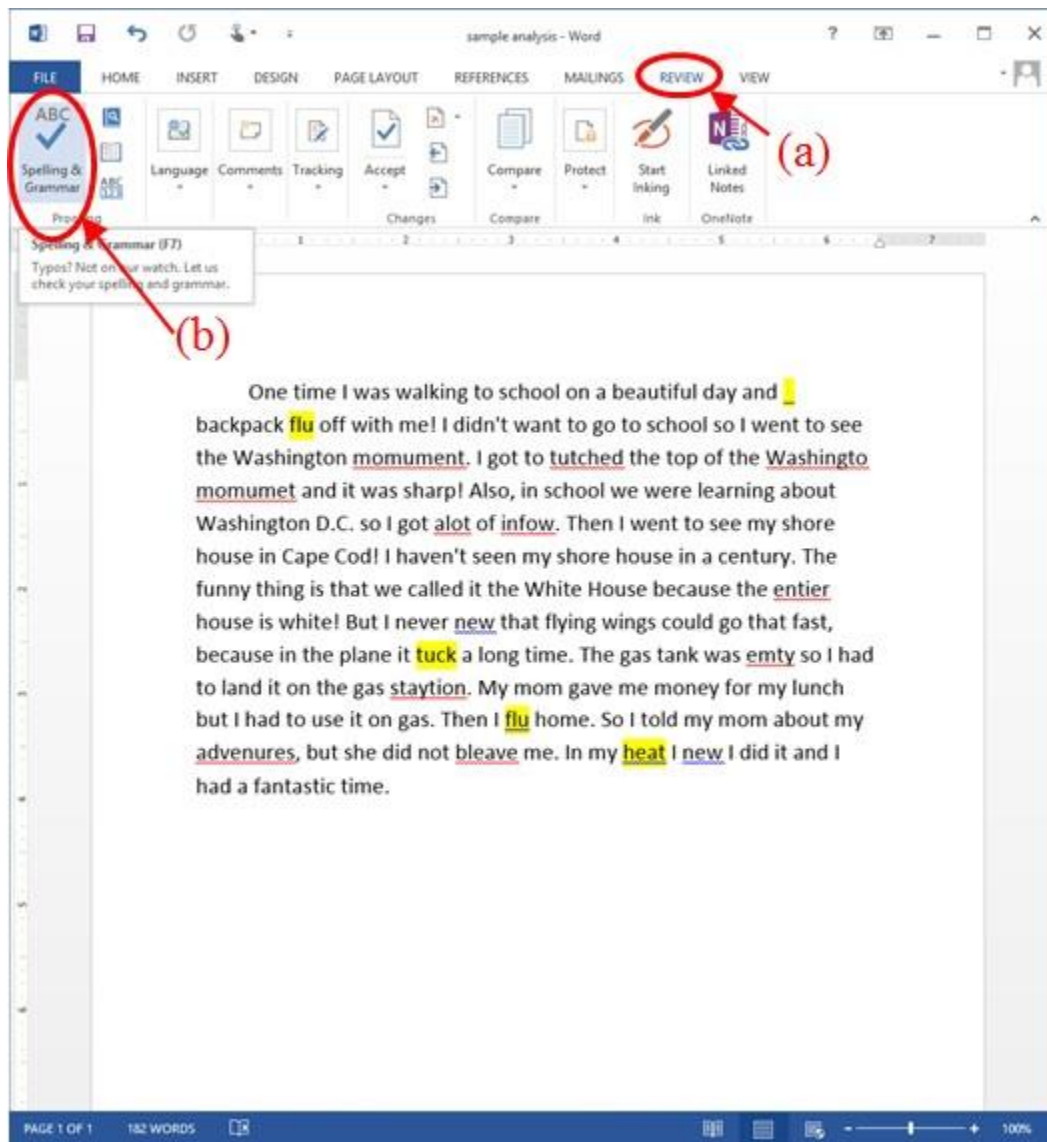 sample analysis - Word
FILE HOME INSERT DESIGN PAGE LAYOUT REFERENCES MAILINGS REVIEW VIEW
(a)
ABC
Spelling & Grammar
ABC
123
Language
Comments
Tracking
Accept
Compare
Protect
Start Inking
N
Linked Notes
Changes Compare Ink OneNote
Spelling & Grammar (F7)
Typos? Not on our watch. Let us
check your spelling and grammar.
1 2 3 4 5 6 7
(b)
One time I was walking to school on a beautiful day and _
backpack flu off with me! I didn't want to go to school so I went to see
the Washington momument. I got to tutched the top of the Washingto
momumet and it was sharp! Also, in school we were learning about
Washington D.C. so I got alot of infow. Then I went to see my shore
house in Cape Cod! I haven't seen my shore house in a century. The
funny thing is that we called it the White House because the entier
house is white! But I never new that flying wings could go that fast,
because in the plane it tuck a long time. The gas tank was emty so I had
to land it on the gas staytion. My mom gave me money for my lunch
but I had to use it on gas. Then I flu home. So I told my mom about my
advenures, but she did not bleave me. In my heat I new I did it and I
had a fantastic time.
PAGE 1 OF 1 182 WORDS 100%